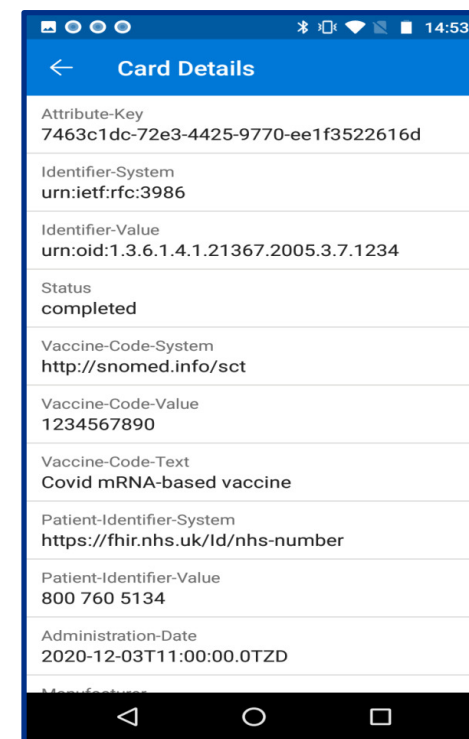 14:53
Card Details
Attribute-Key
7463c1dc-72e3-4425-9770-ee1f3522616d
Identifier-System
urn:ietf:rfc:3986
Identifier-Value
urn:oid:1.3.6.1.4.1.21367.2005.3.7.1234
Status
completed
Vaccine-Code-System
http://snomed.info/sct
Vaccine-Code-Value
1234567890
Vaccine-Code-Text
Covid mRNA-based vaccine
Patient-Identifier-System
https://fhir.nhs.uk/Id/nhs-number
Patient-Identifier-Value
800 760 5134
Administration-Date
2020-12-03T11:00:00.0TZD